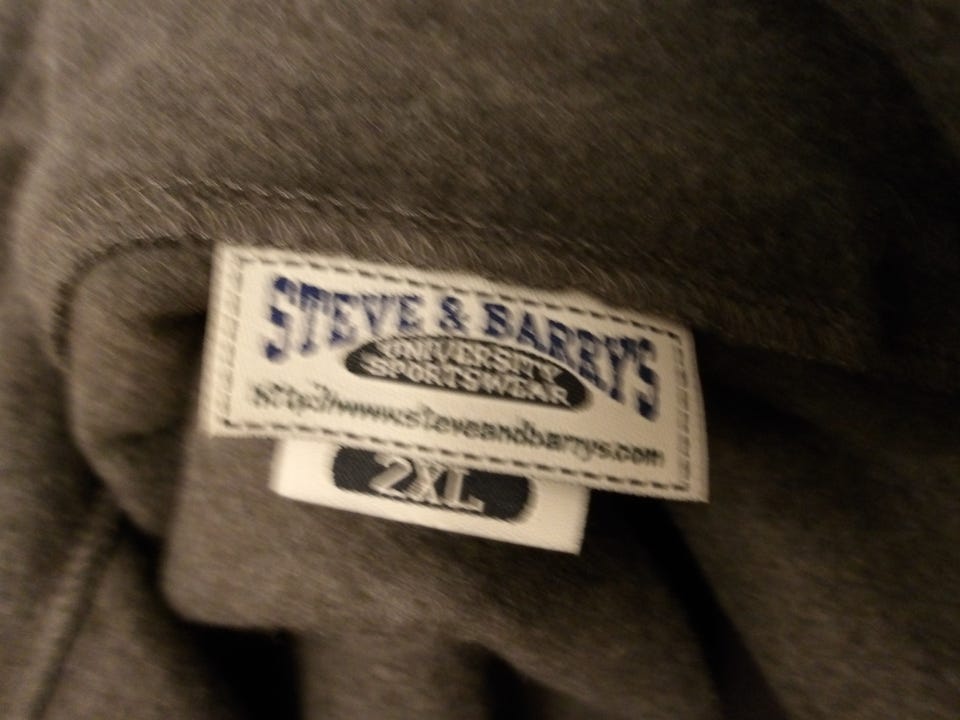 STEVE & BARRY'S
UNIVERSITY
SPORTSWEAR
http://www.steveandbarrys.com
2XL